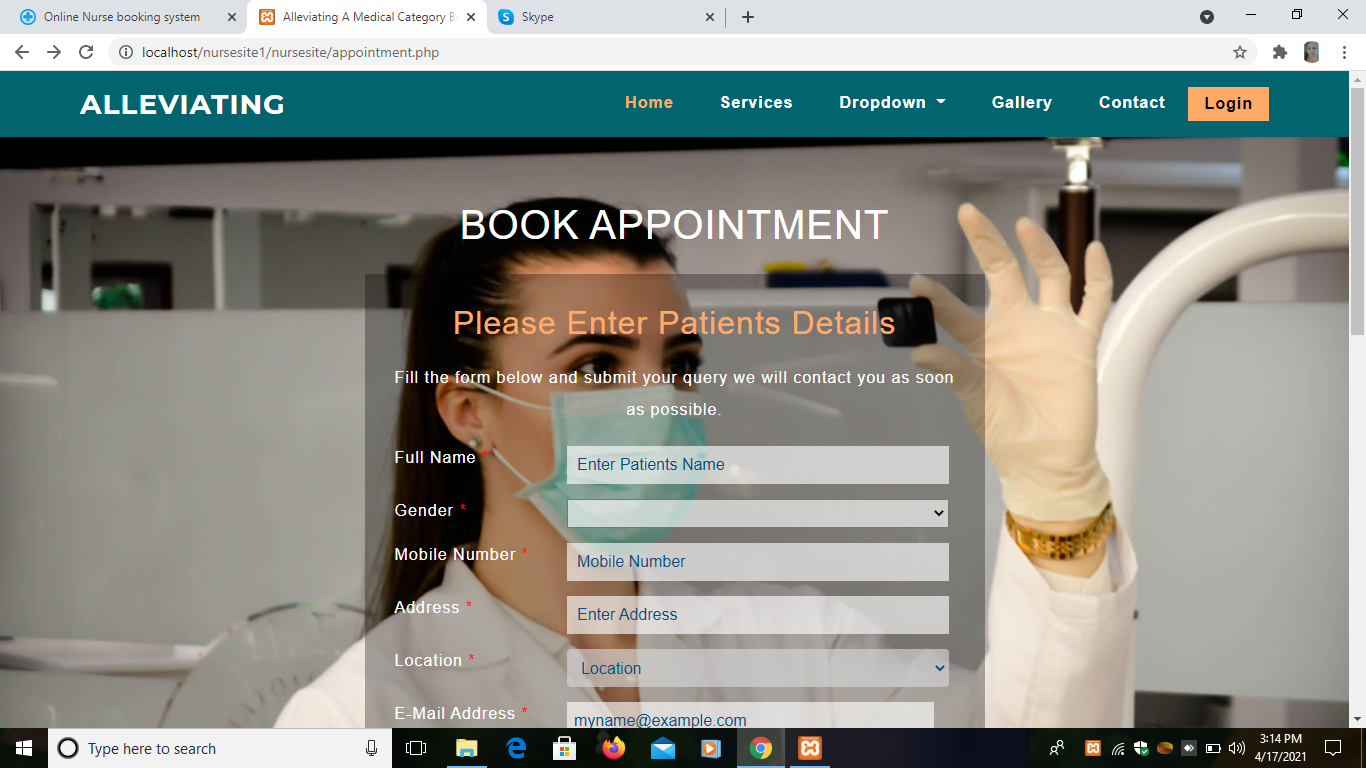 Online Nurse booking system
Alleviating A Medical Category B
Skype
localhost/nursesite1/nursesite/appointment.php
ALLEVIATING
Home
Services
Dropdown
Gallery
Contact
Login
BOOK APPOINTMENT
Please Enter Patients Details
Fill the form below and submit your query we will contact you as soon
as possible.
Full Name *
Enter Patients Name
Gender *
Mobile Number *
Mobile Number
Address *
Enter Address
Location *
Location
E-Mail Address *
myname@example.com
Type here to search
3:14 PM
4/17/2021